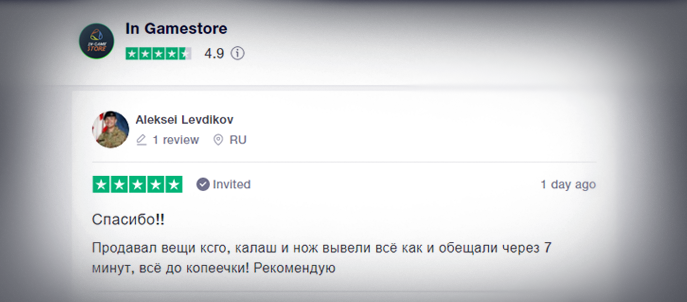 In Gamestore
IN-GAME
STORE
4.9
Aleksei Levdikov
1 review RU
Invited 1 day ago
Спасибо!!
Продавал вещи ксго, калаш и нож вывели всё как и обещали через 7
минут, всё до копеечки! Рекомендую